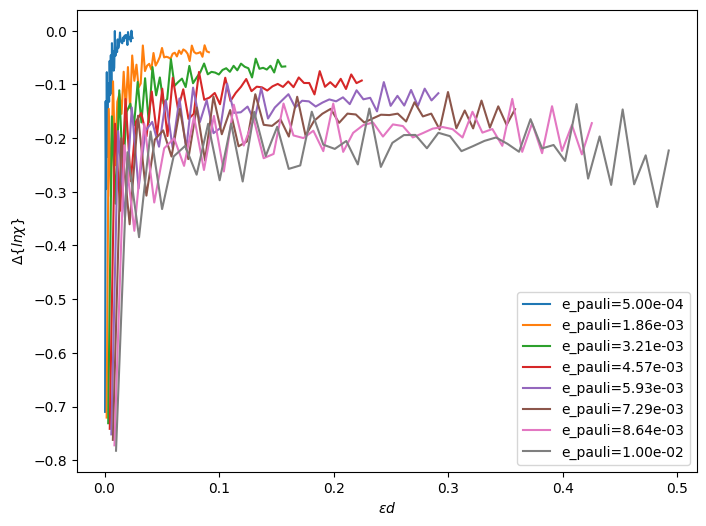 0.0
−0.1
−0.2
−0.3
−0.4
−0.5
−0.6
−0.7
−0.8
Δ{lnχ}
e_pauli=5.00e-04
e_pauli=1.86e-03
e_pauli=3.21e-03
e_pauli=4.57e-03
e_pauli=5.93e-03
e_pauli=7.29e-03
e_pauli=8.64e-03
e_pauli=1.00e-02
0.0 0.1 0.2 0.3 0.4 0.5
εd